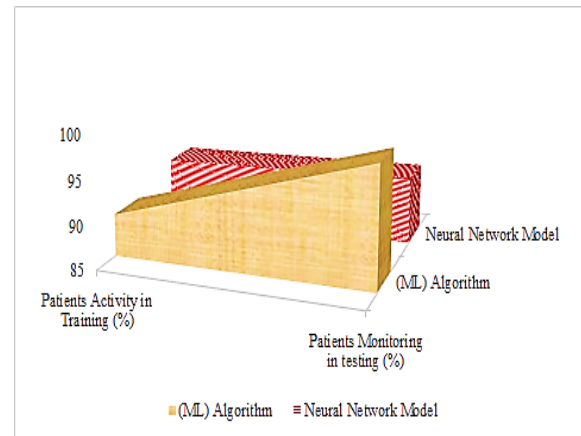 100
95
90
85
Patients Activity in
Training (%)
Patients Monitoring
in testing (%)
Neural Network Model
(ML) Algorithm
(ML) Algorithm
Neural Network Model